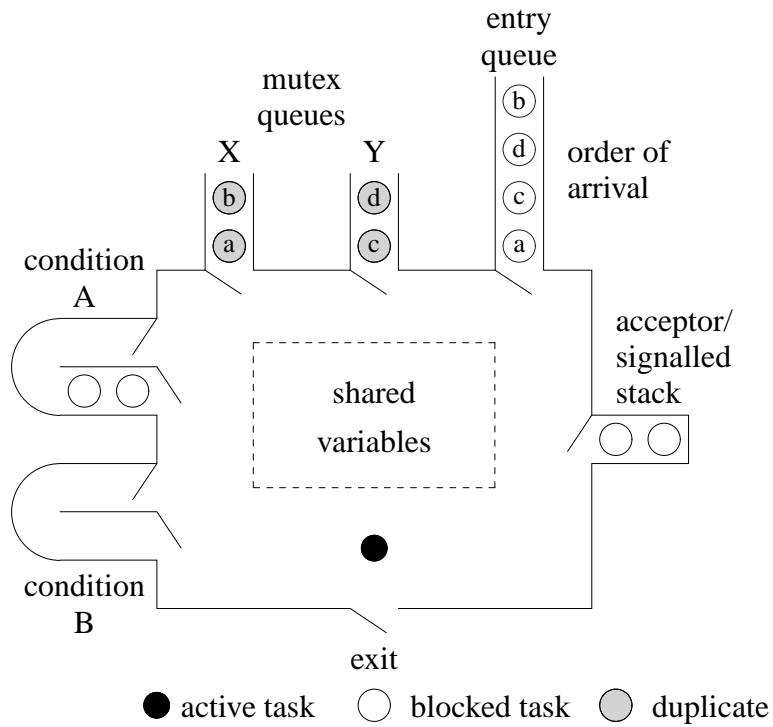 entry
queue
mutex
queues
X
Y
b
d
c
a
b
a
d
c
order of
arrival
condition
A
acceptor/
signalled
stack
shared
variables
condition
B
exit
active task
blocked task
duplicate